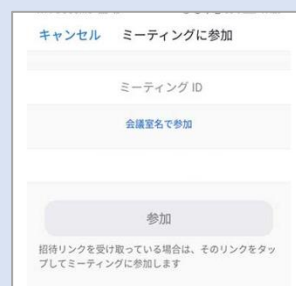 キャンセル ミーティングに参加
ミーティング ID
会議室名で参加
参加
招待リンクを受け取っている場合は、そのリンクをタッ
プしてミーティングに参加します